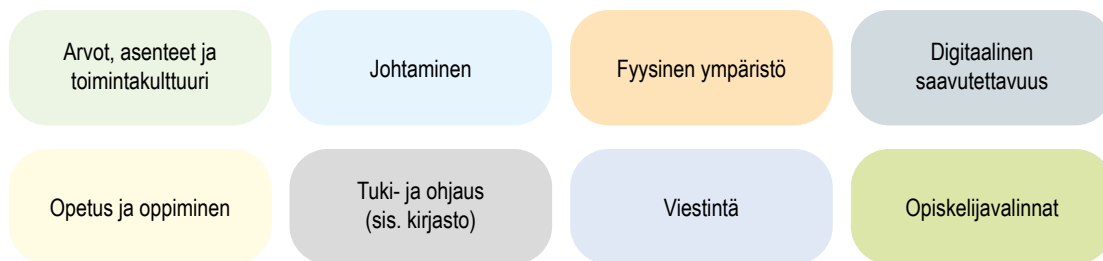 Arvot, asenteet ja
toimintakulttuuri
Johtaminen
Fyysinen ympäristö
Digitaalinen
saavutettavuus
Opetus ja oppiminen
Tuki- ja ohjaus
(sis. kirjasto)
Viestintä
Opiskelijavalinnat